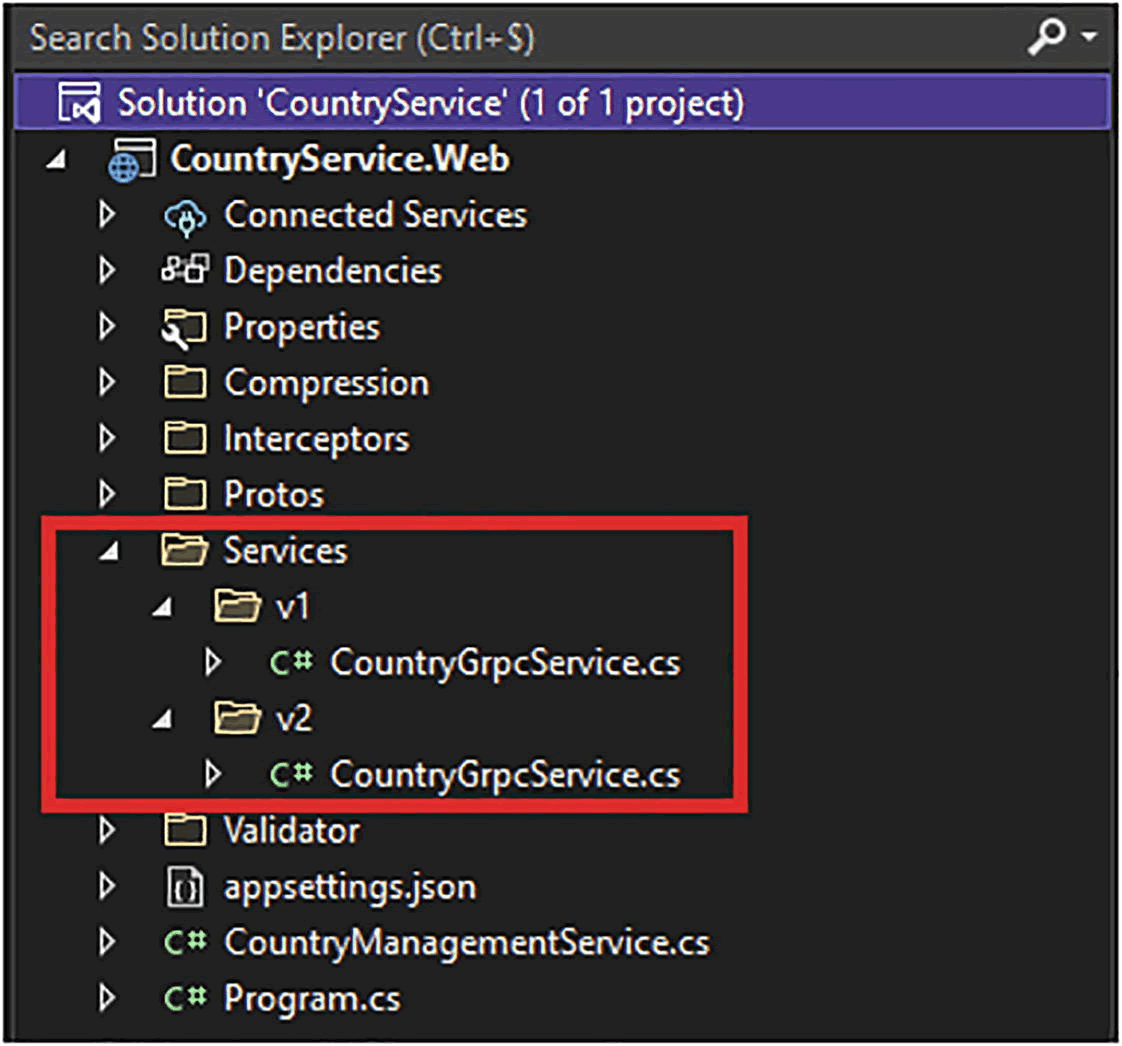 Search Solution Explorer (Ctrl+$)
Solution 'CountryService' (1 of 1 project)
CountryService.Web
Connected Services
Dependencies
Properties
Compression
Interceptors
Protos
Services
v1
C# CountryGrpcService.cs
v2
C# CountryGrpcService.cs
Validator
appsettings.json
C# CountryManagementService.cs
C# Program.cs